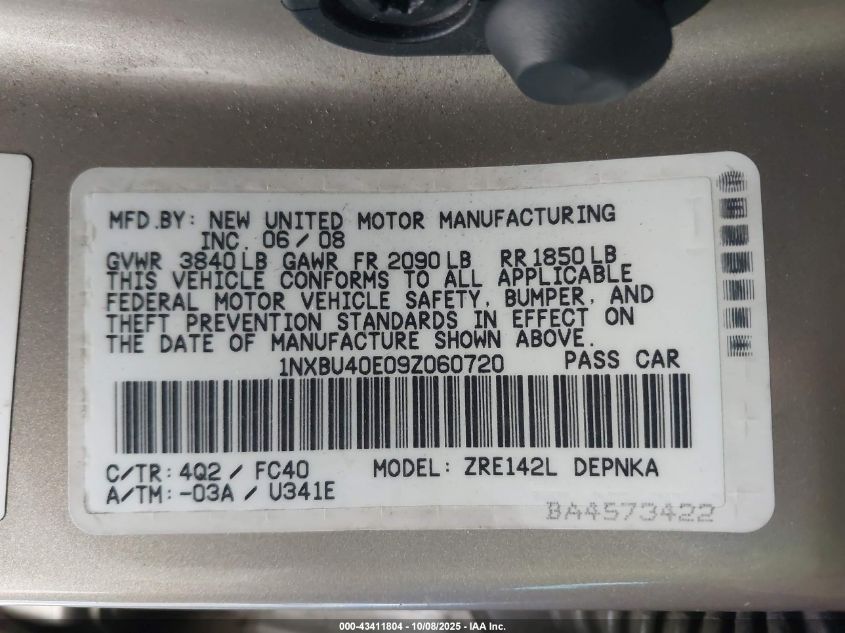 MFD.BY: NEW UNITED MOTOR MANUFACTURING
INC. 06/08
GVWR 3840LB GAWR FR 2090LB RR1850LB
THIS VEHICLE CONFORMS TO ALL APPLICABLE
FEDERAL MOTOR VEHICLE SAFETY, BUMPER, AND
THEFT PREVENTION STANDARDS IN EFFECT ON
THE DATE OF MANUFACTURE SHOWN ABOVE.
1NXBU40E09Z060720 PASS CAR
C/TR: 4Q2 / FC40 MODEL: ZRE142L DEPNKA
A/TM: -03A / U341E
BA4573422
000-43411804 | 10/08/2025 | IAA Inc.